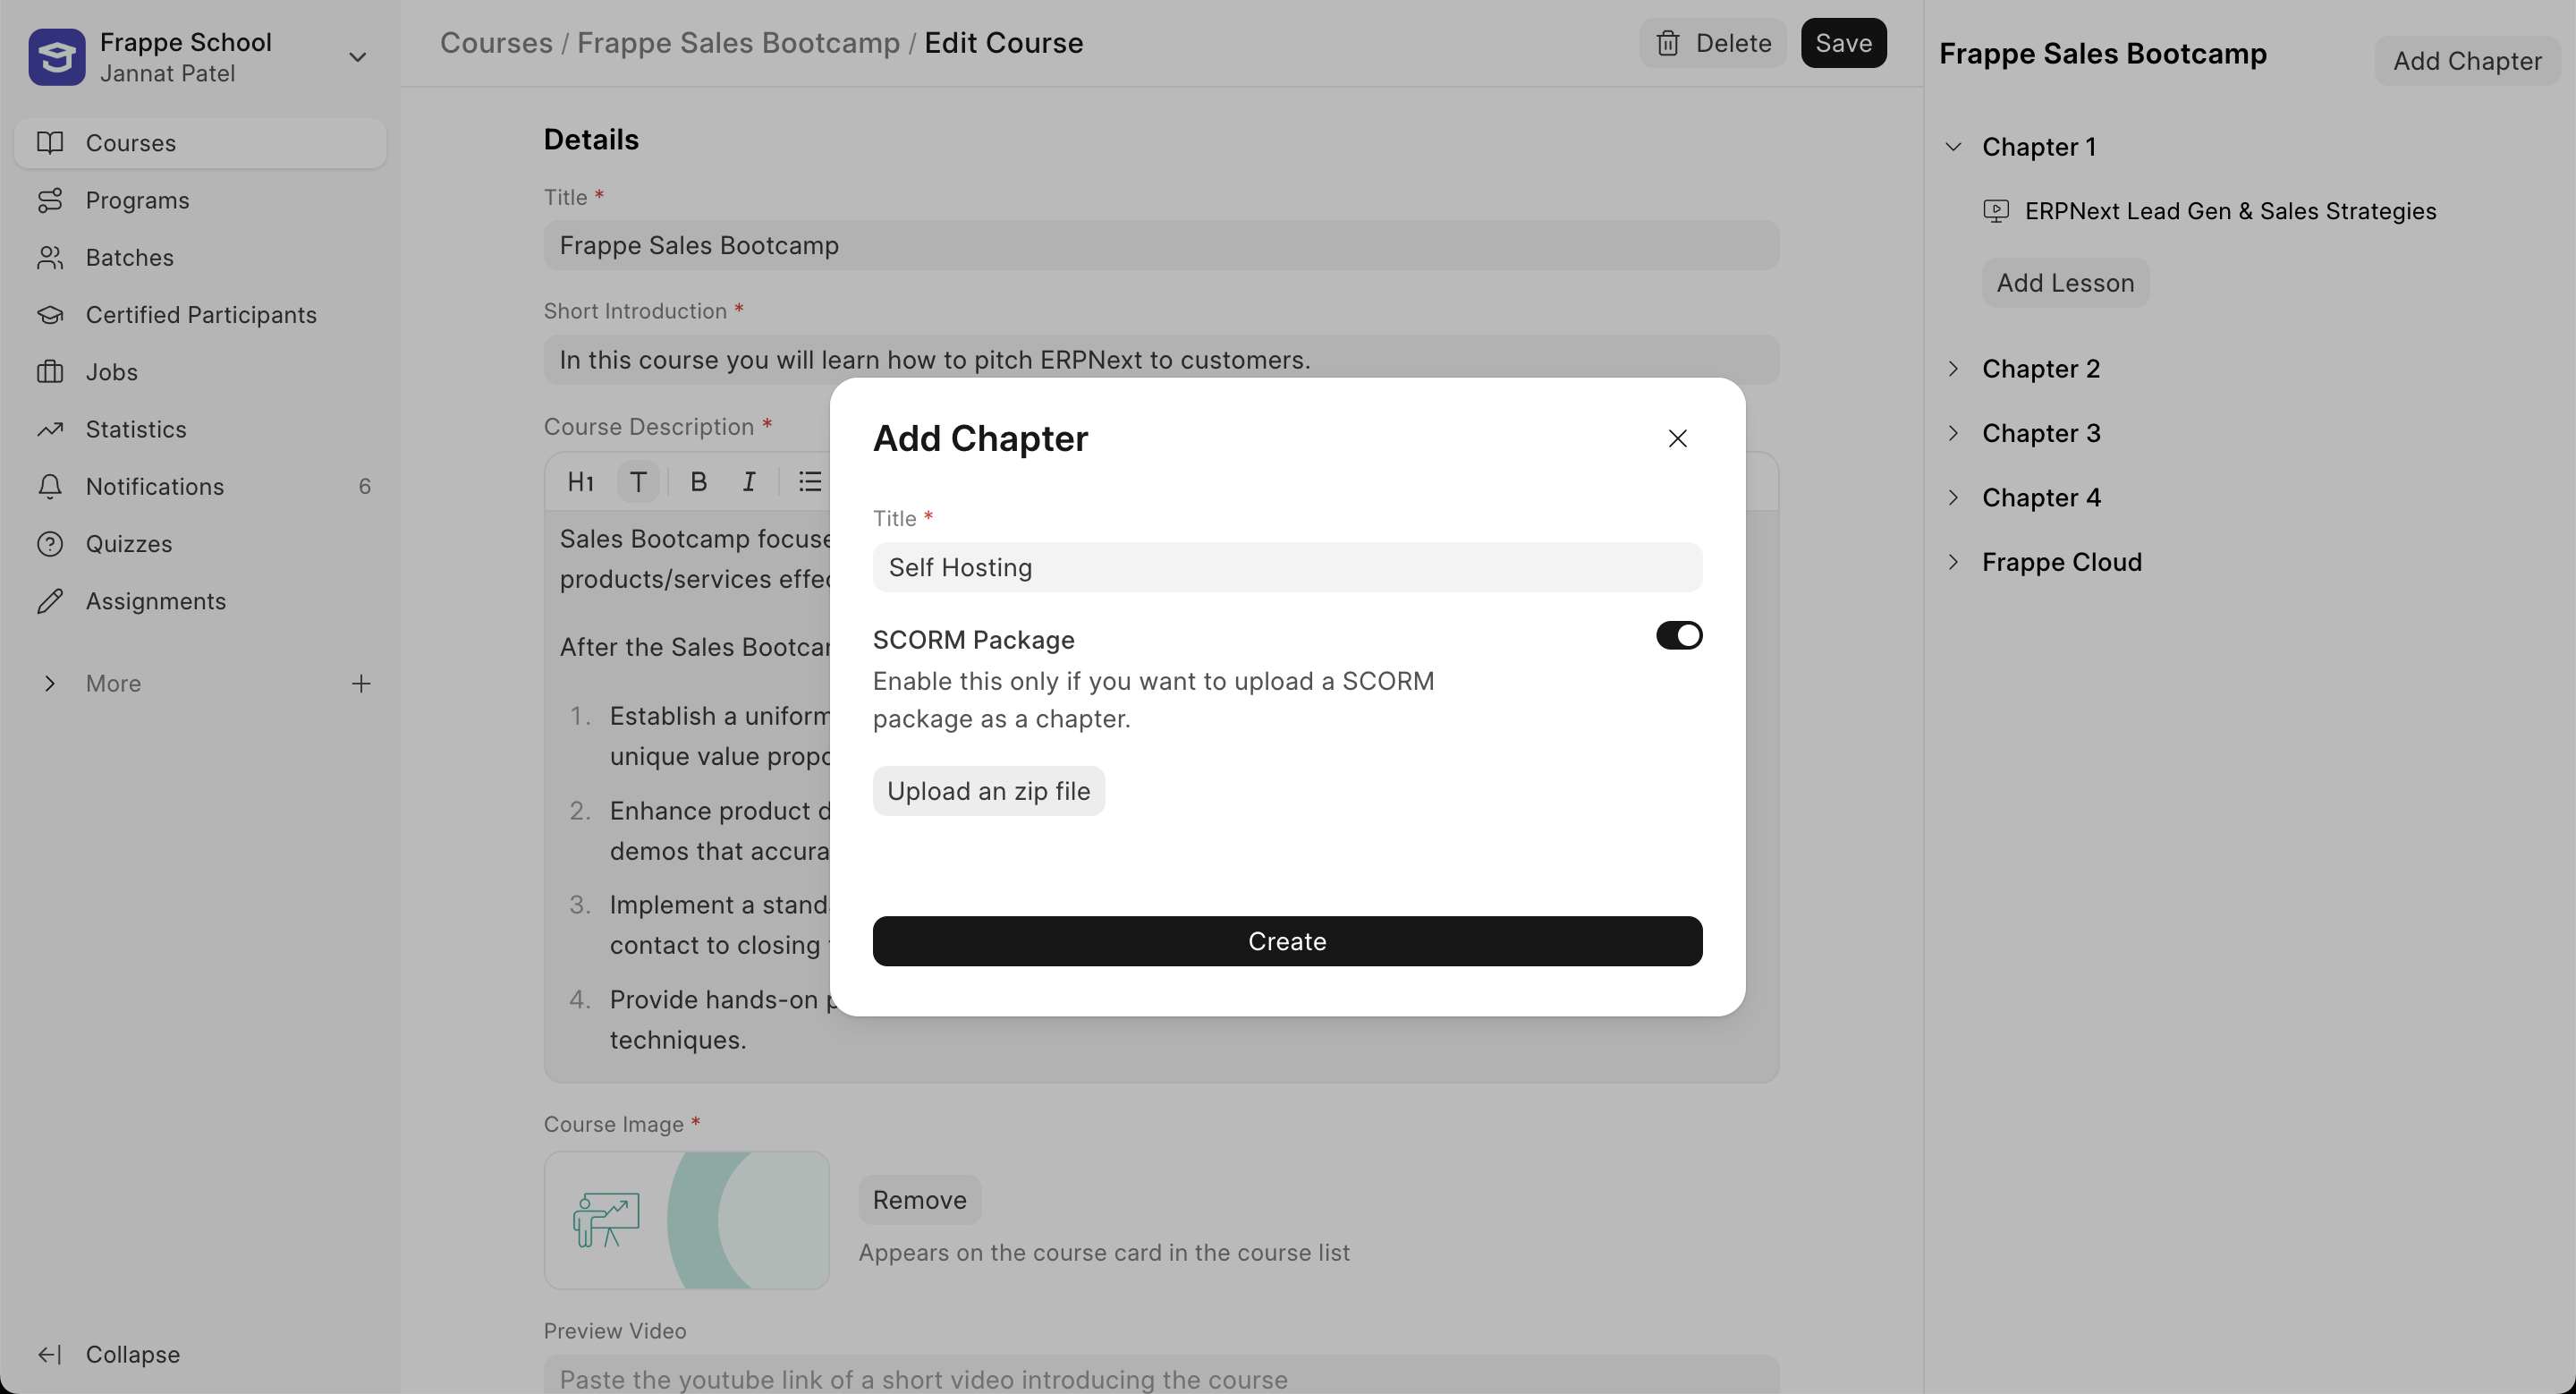 Frappe School
Jannat Patel
Courses
Programs
Batches
Certified Participants
Jobs
Statistics
Notifications 6
Quizzes
Assignments
More
Collapse
Courses / Frappe Sales Bootcamp / Edit Course
Delete
Save
Details
Title *
Frappe Sales Bootcamp
Short Introduction *
In this course you will learn how to pitch ERPNext to customers.
Course Description *
H1 T B I
Sales Bootcamp
products/services
After the Sales
1. Establish a uniform
unique value
2. Enhance product
demos that
3. Implement a
contact to closing
4. Provide hands-on
techniques.
Course Image *
Remove
Appears on the course card in the course list
Preview Video
Paste the youtube link of a short video introducing the course
Add Chapter
Title *
Self Hosting
SCORM Package
Enable this only if you want to upload a SCORM
package as a chapter.
Upload an zip file
Create
Frappe Sales Bootcamp
Add Chapter
Chapter 1
ERPNext Lead Gen & Sales Strategies
Add Lesson
Chapter 2
Chapter 3
Chapter 4
Frappe Cloud